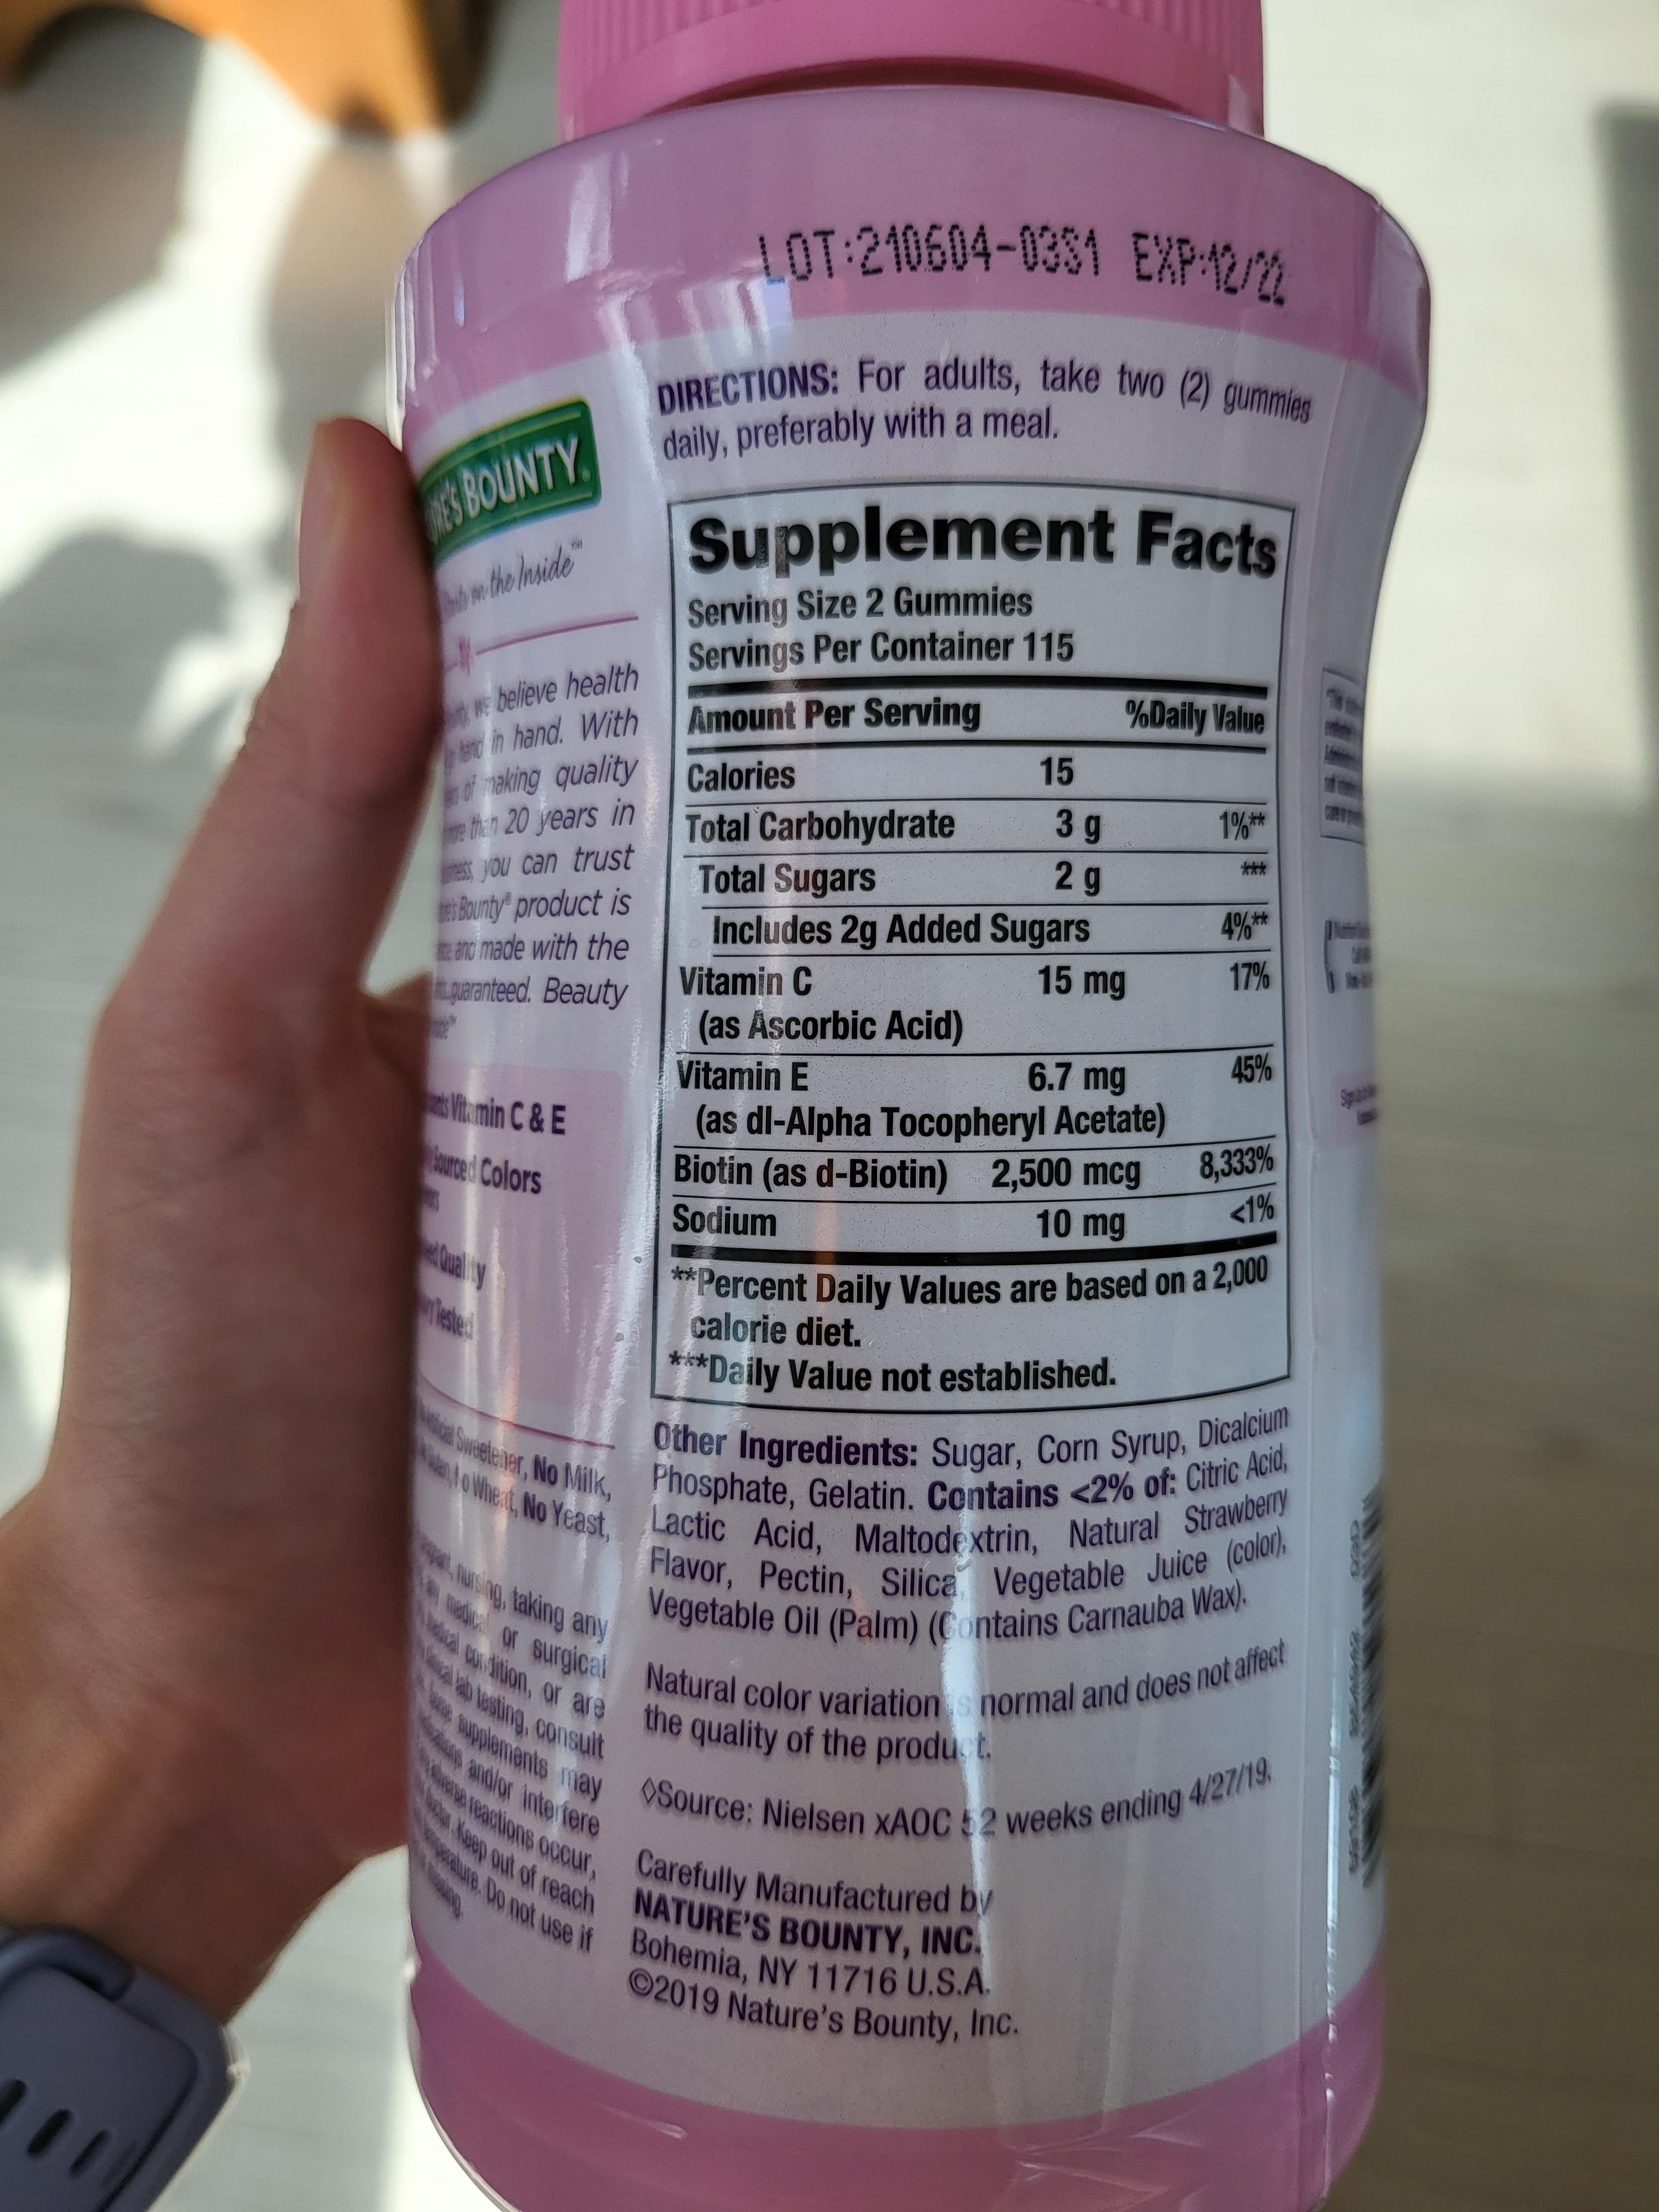 LOT:210604-03S1 EXP:12/22
DIRECTIONS: For adults, take two (2) gummies
daily, preferably with a meal.
BOUNTY.
on the Inside™
believe health
in hand. With
of making quality
than 20 years in
you can trust
Bounty® product is
and made with the
guaranteed. Beauty
Vitamin C & E
Sourced Colors
Quality
Tested
Sweetener, No Milk,
Wheat, No Yeast,
nursing, taking any
medical or surgical
condition, or are
lab testing, consult
supplements may
and/or interfere
reactions occur,
Keep out of reach
Do not use if
Supplement Facts
Serving Size 2 Gummies
Servings Per Container 115
Amount Per Serving %Daily Value
Calories 15
Total Carbohydrate 3 g 1%**
Total Sugars 2 g ***
Includes 2g Added Sugars 4%**
Vitamin C 15 mg 17%
(as Ascorbic Acid)
Vitamin E 6.7 mg 45%
(as dl-Alpha Tocopheryl Acetate)
Biotin (as d-Biotin) 2,500 mcg 8,333%
Sodium 10 mg <1%
**Percent Daily Values are based on a 2,000
calorie diet.
***Daily Value not established.
Other Ingredients: Sugar, Corn Syrup, Dicalcium
Phosphate, Gelatin. Contains <2% of: Citric Acid,
Lactic Acid, Maltodextrin, Natural Strawberry
Flavor, Pectin, Silica, Vegetable Juice (color),
Vegetable Oil (Palm) (Contains Carnauba Wax).
Natural color variation is normal and does not affect
the quality of the product.
◊Source: Nielsen xAOC 52 weeks ending 4/27/19.
Carefully Manufactured by
NATURE'S BOUNTY, INC.
Bohemia, NY 11716 U.S.A.
©2019 Nature's Bounty, Inc.